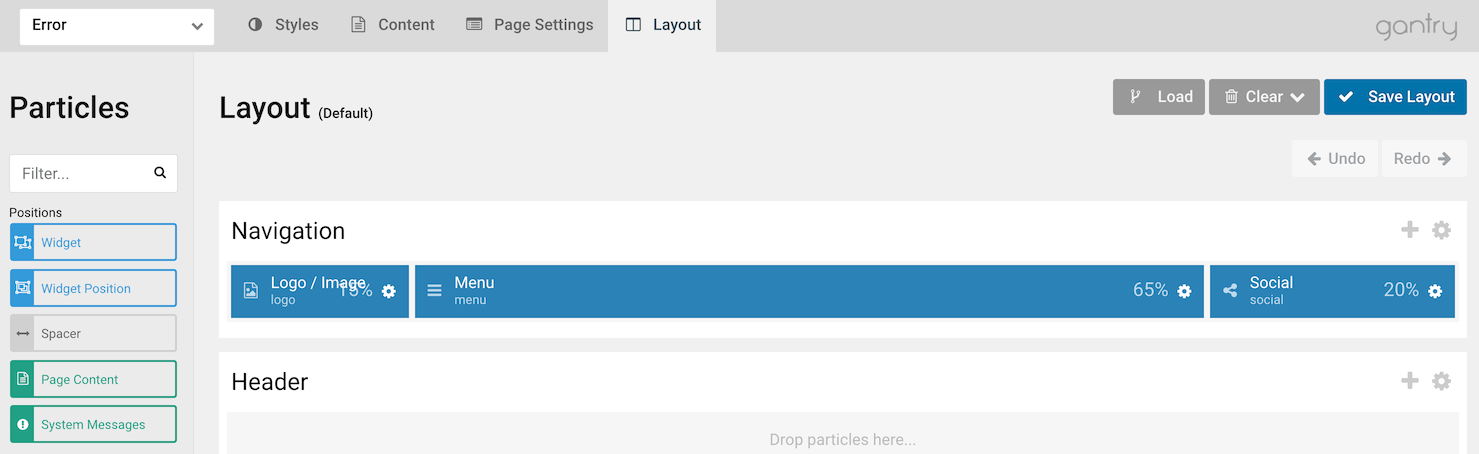 Error
Styles
Content
Page Settings
Layout
gantry
Particles
Layout (Default)
Load
Clear
Save Layout
Undo
Redo
Filter...
Positions
Widget
Widget Position
Spacer
Page Content
System Messages
Navigation
Logo / Image
logo
15%
Menu
menu
65%
Social
social
20%
Header
Drop particles here...